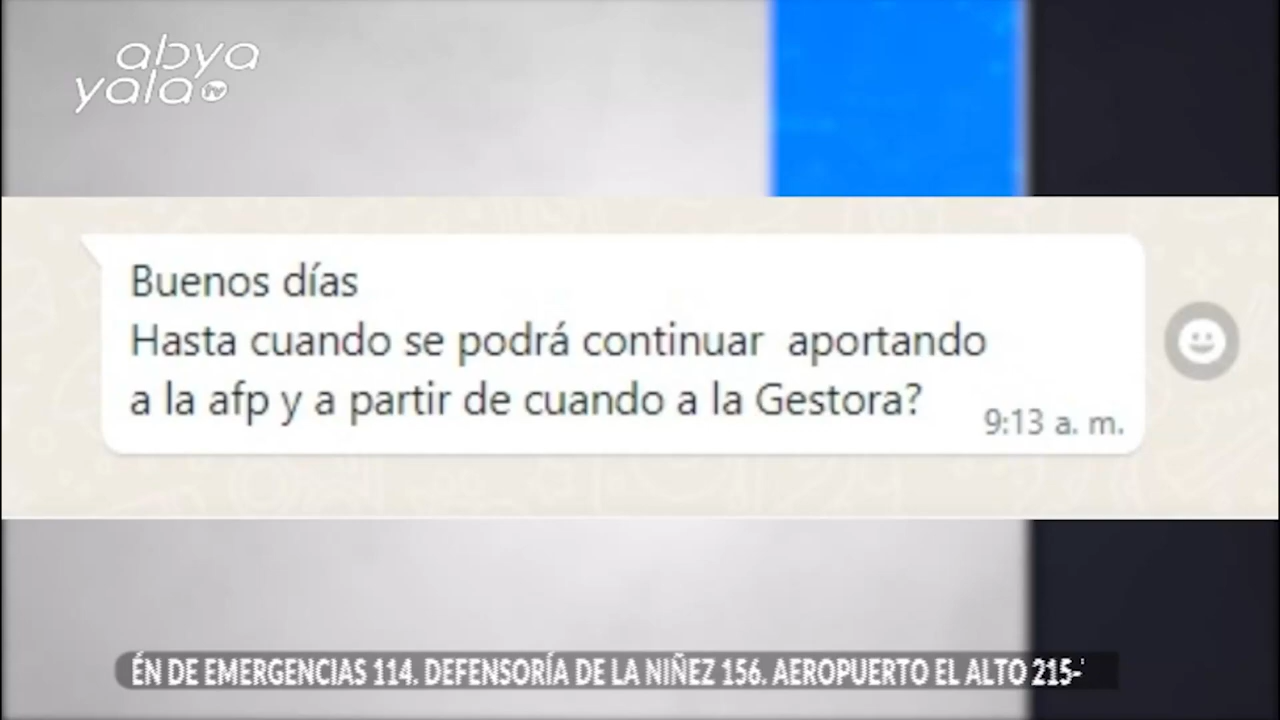 abya
yala tv
Buenos días
Hasta cuando se podrá continuar aportando
a la afp y a partir de cuando a la Gestora?
9:13 a. m.
ÉN DE EMERGENCIAS 114. DEFENSORÍA DE LA NIÑEZ 156. AEROPUERTO EL ALTO 215-